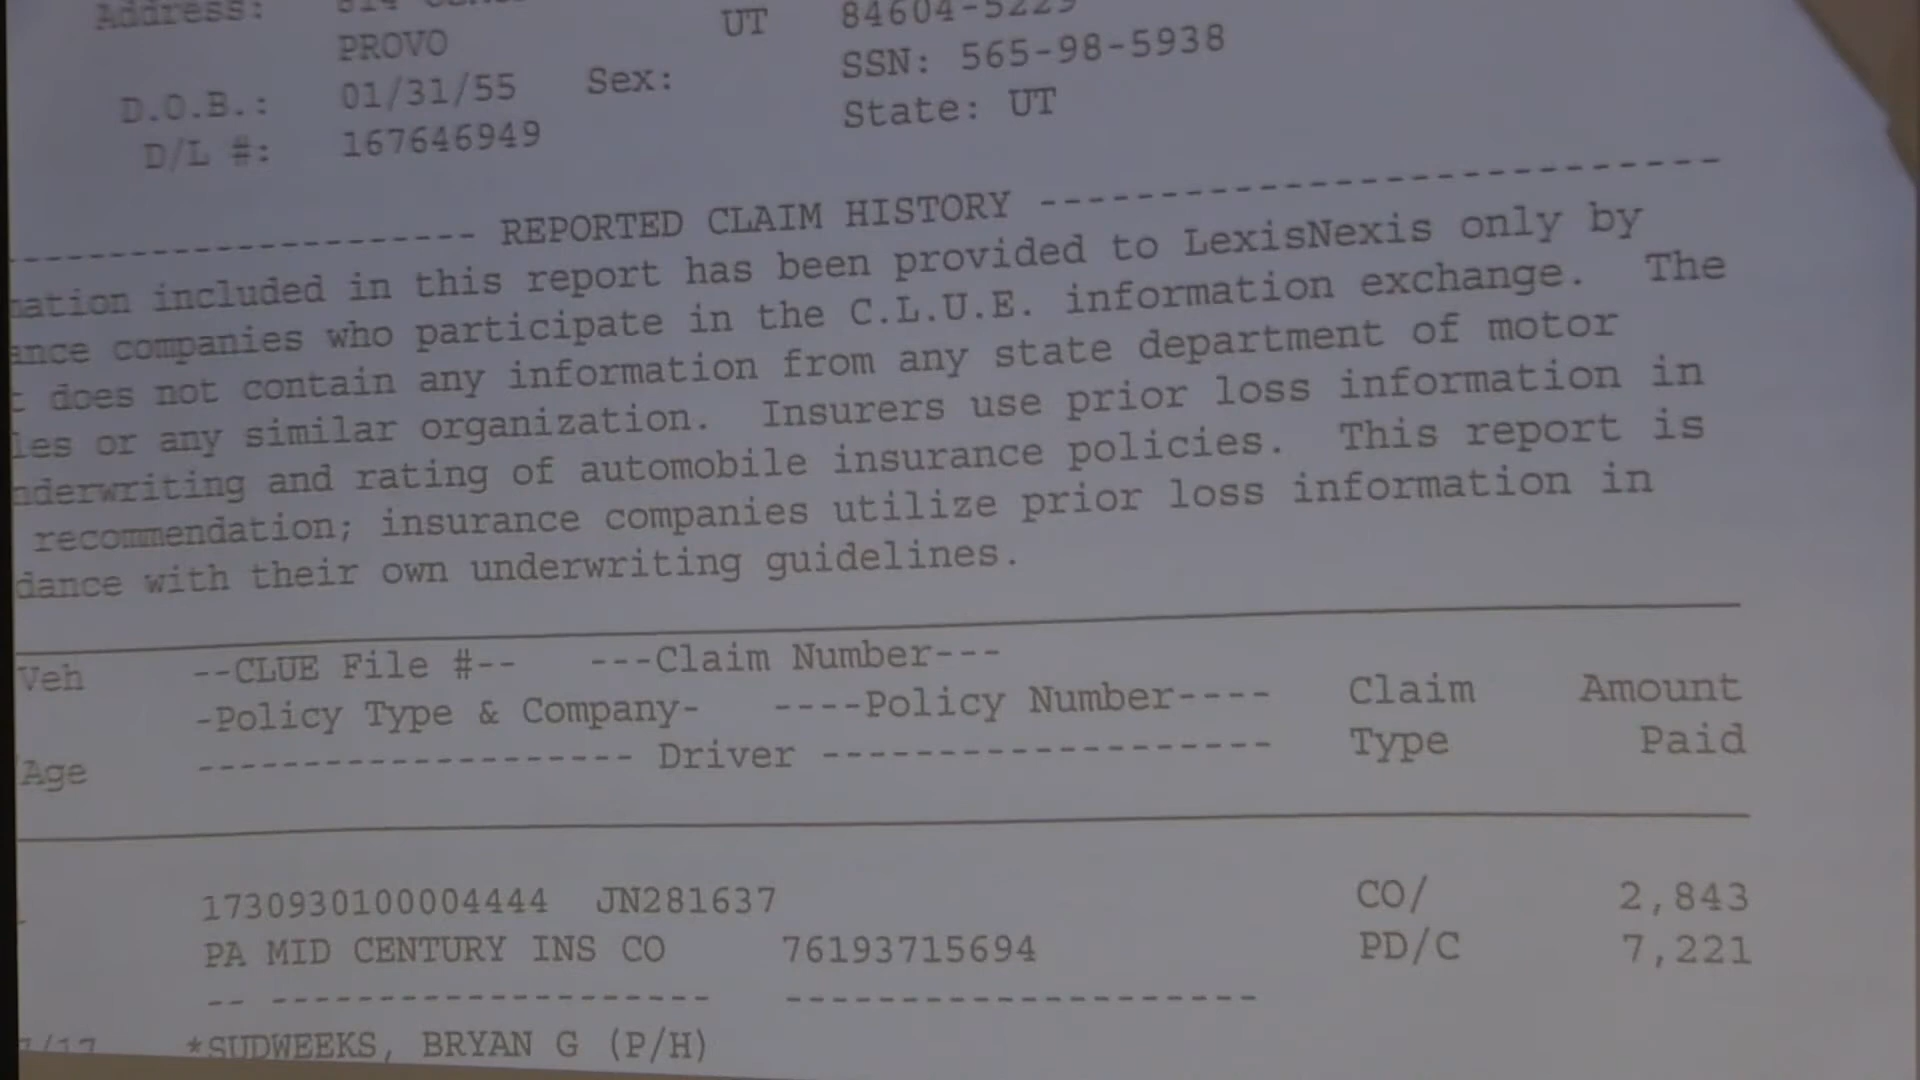 Address:
PROVO UT
SSN: 565-98-5938
D.O.B.: 01/31/55 Sex:
State: UT
D/L #: 167646949
------------------ REPORTED CLAIM HISTORY --------------------------
included in this report has been provided to LexisNexis only by
companies who participate in the C.L.U.E. information exchange. The
does not contain any information from any state department of motor
or any similar organization. Insurers use prior loss information in
and rating of automobile insurance policies. This report is
recommendation; insurance companies utilize prior loss information in
with their own underwriting guidelines.
Veh --CLUE File #-- ---Claim Number---
-Policy Type & Company- ----Policy Number---- Claim Amount
Age ------------------- Driver ------------------- Type Paid
1730930100004444 JN281637 CO/ 2,843
PA MID CENTURY INS CO 76193715694 PD/C 7,221
*SUDWEEKS, BRYAN G (P/H)